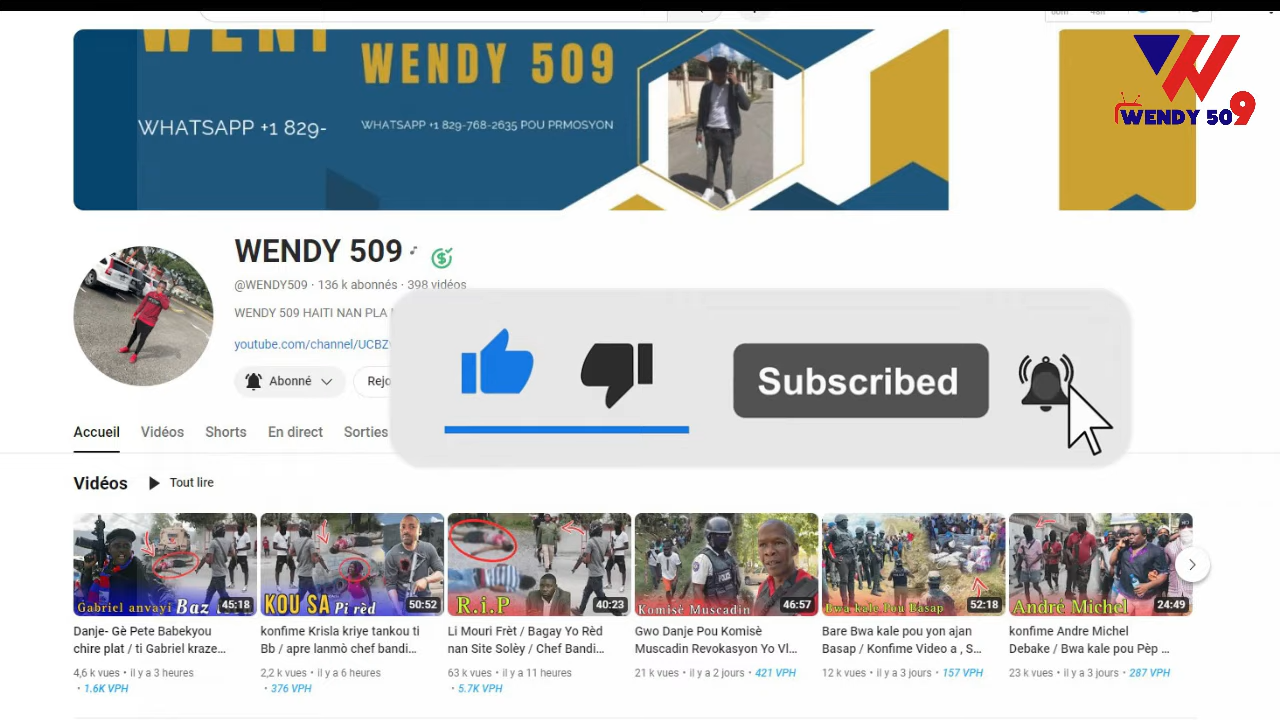 WENDY 509
WHATSAPP +1 829-
WHATSAPP +1 829-768-2635 POU PRMOSYON
WENDY 509
WENDY 509
@WENDY509 · 136 k abonnés · 398 vidéos
WENDY 509 HAITI NAN PLA
youtube.com/channel/UCBZ
Abonné
Rejo
Subscribed
Accueil Vidéos Shorts En direct Sorties
Vidéos Tout lire
Gabriel anvayi Baz 45:18
KOU SA Pi rèd 50:52
R.i.P 40:23
Komisè Muscadin 46:57
Bwa kale Pou Basap 52:18
André Michel 24:49
Danje- Gè Pete Babekyou
chire plat / ti Gabriel kraze...
4,6 k vues • il y a 3 heures
• 1.6K VPH
konfime Krisla kriye tankou ti
Bb / apre lanmò chef bandi...
2,2 k vues • il y a 6 heures
• 376 VPH
Li Mouri Frèt / Bagay Yo Rèd
nan Site Solèy / Chef Bandi...
63 k vues • il y a 11 heures
• 5.7K VPH
Gwo Danje Pou Komisè
Muscadin Revokasyon Yo Vl...
21 k vues • il y a 2 jours • 421 VPH
Bare Bwa kale pou yon ajan
Basap / Konfime Video a , S...
12 k vues • il y a 3 jours • 157 VPH
konfime Andre Michel
Debake / Bwa kale pou Pèp ...
23 k vues • il y a 3 jours • 287 VPH